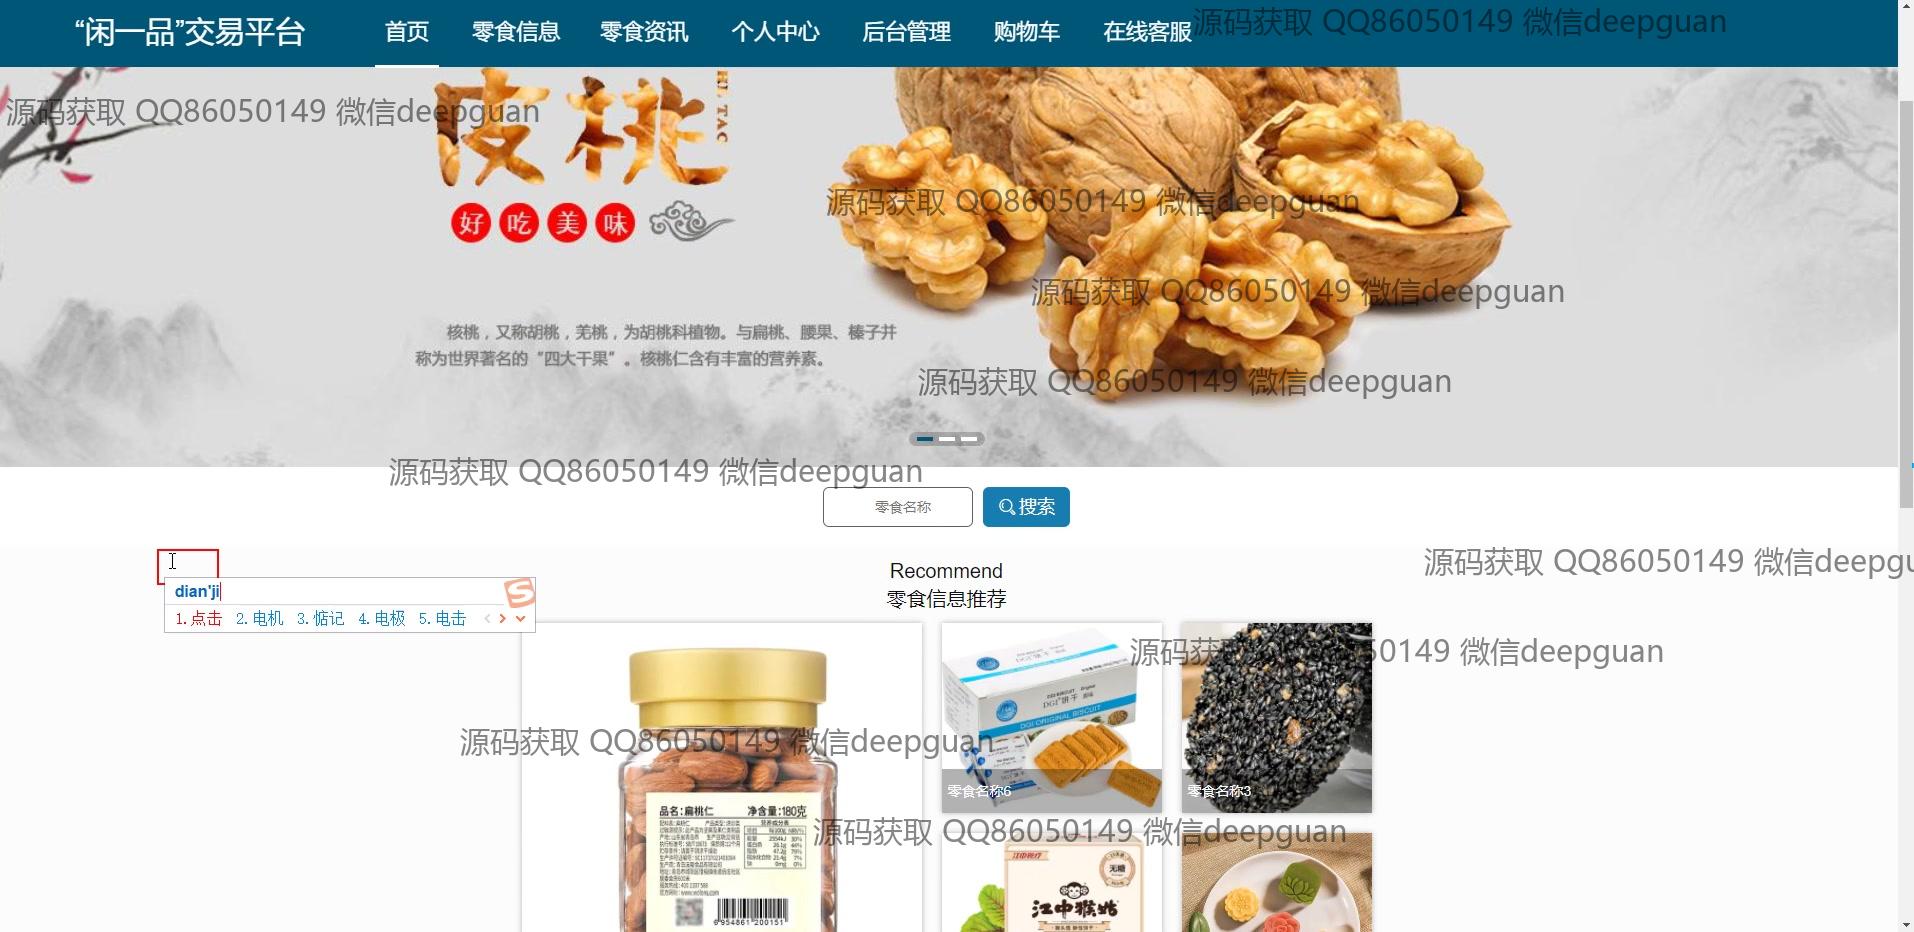 “闲一品”交易平台
首页 零食信息 零食资讯 个人中心 后台管理 购物车 在线客服
源码获取 QQ86050149 微信deepguan
源码获取 QQ86050149 微信deepguan
皮桃
源码获取 QQ86050149 微信deepguan
好吃美味
源码获取 QQ86050149 微信deepguan
核桃，又称胡桃，羌桃，为胡桃科植物。与扁桃、腰果、榛子并
称为世界著名的“四大干果”。核桃仁含有丰富的营养素。
源码获取 QQ86050149 微信deepguan
源码获取 QQ86050149 微信deepguan
零食名称 搜索
源码获取 QQ86050149 微信deepgu
Recommend
零食信息推荐
dian'ji
1.点击 2.电机 3.惦记 4.电极 5.电击
源码获取 50149 微信deepguan
DGI ORIGINAL BISCUIT
源码获取 QQ86050149 微信deepguan
零食名称6
零食名称3
品名:扁桃仁 净含量:180克
源码获取 QQ86050149 微信deepguan
无糖
江中猴姑
6954861200151